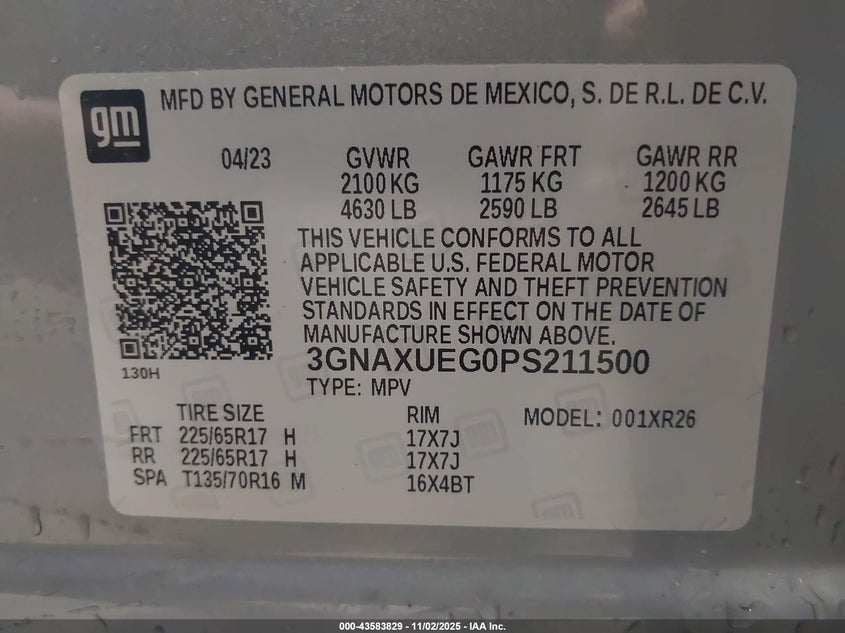 gm
MFD BY GENERAL MOTORS DE MEXICO, S. DE R.L. DE C.V.
04/23 GVWR GAWR FRT GAWR RR
2100 KG 1175 KG 1200 KG
4630 LB 2590 LB 2645 LB
THIS VEHICLE CONFORMS TO ALL
APPLICABLE U.S. FEDERAL MOTOR
VEHICLE SAFETY AND THEFT PREVENTION
STANDARDS IN EFFECT ON THE DATE OF
MANUFACTURE SHOWN ABOVE.
130H
3GNAXUEG0PS211500
TYPE: MPV
TIRE SIZE RIM MODEL: 001XR26
FRT 225/65R17 H 17X7J
RR 225/65R17 H 17X7J
SPA T135/70R16 M 16X4BT
000-43583829 - 11/02/2025 - IAA Inc.